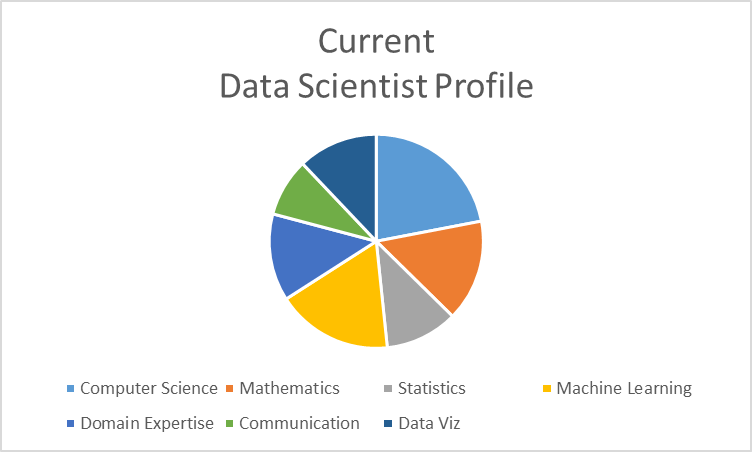 Current
Data Scientist Profile
Computer Science Mathematics Statistics Machine Learning
Domain Expertise Communication Data Viz